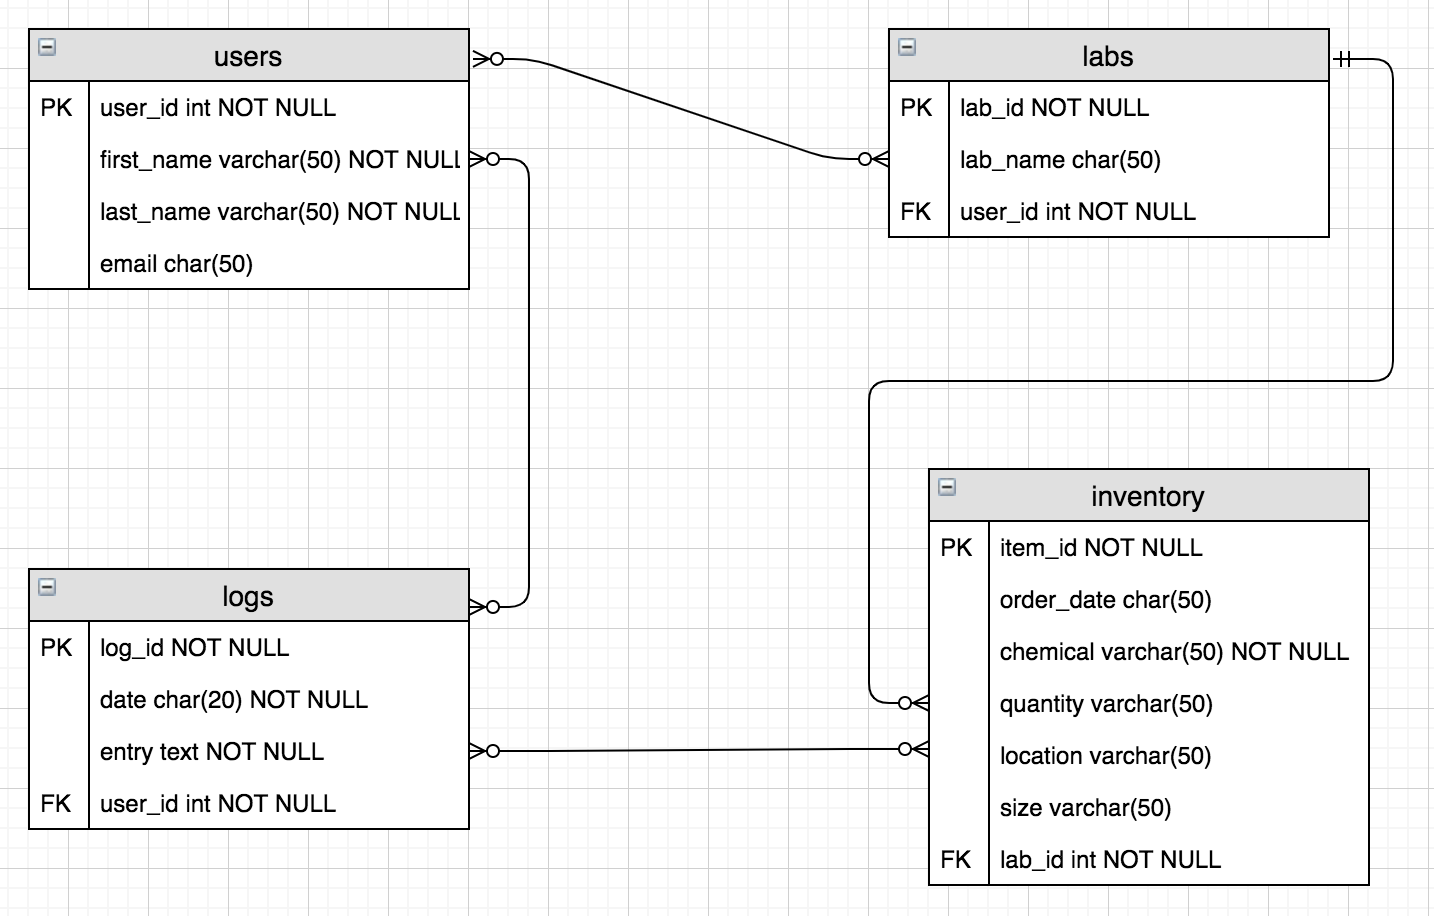 users
PK user_id int NOT NULL
first_name varchar(50) NOT NULL
last_name varchar(50) NOT NULL
email char(50)
labs
PK lab_id NOT NULL
lab_name char(50)
FK user_id int NOT NULL
logs
PK log_id NOT NULL
date char(20) NOT NULL
entry text NOT NULL
FK user_id int NOT NULL
inventory
PK item_id NOT NULL
order_date char(50)
chemical varchar(50) NOT NULL
quantity varchar(50)
location varchar(50)
size varchar(50)
FK lab_id int NOT NULL